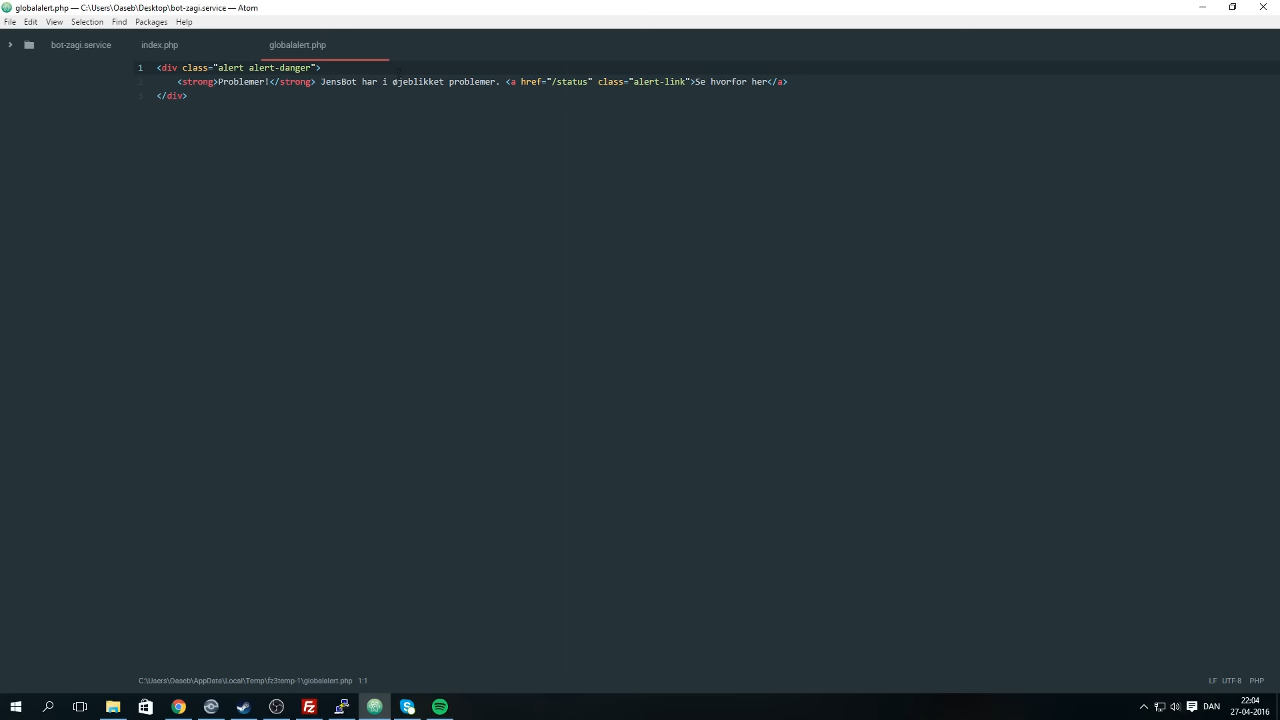 globalalert.php — C:\Users\Oaseb\Desktop\bot-zagi.service — Atom
File Edit View Selection Find Packages Help
bot-zagi.service index.php globalalert.php
1 <div class="alert alert-danger">
2 <strong>Problemer!</strong> JensBot har i øjeblikket problemer. <a href="/status" class="alert-link">Se hvorfor her</a>
3 </div>
C:\Users\Oaseb\AppData\Local\Temp\fz3temp-1\globalalert.php 1:1 LF UTF-8 PHP
DAN 22:04
27-04-2016